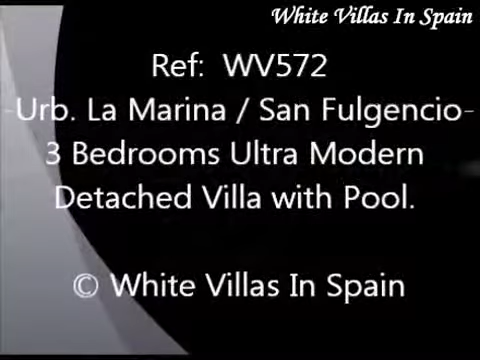 White Villas In Spain
Ref: WV572
-Urb. La Marina / San Fulgencio-
3 Bedrooms Ultra Modern
Detached Villa with Pool.
© White Villas In Spain